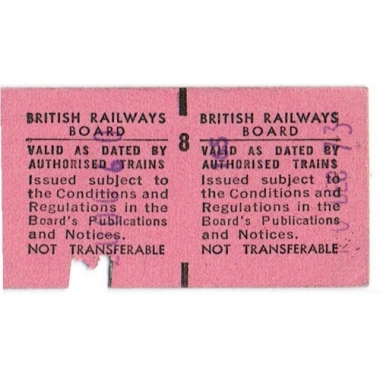 BRITISH RAILWAYS
BOARD
VALID AS DATED BY
AUTHORISED TRAINS
Issued subject to
the Conditions and
Regulations in the
Board's Publications
and Notices.
NOT TRANSFERABLE
8
BRITISH RAILWAYS
BOARD
VALID AS DATED BY
AUTHORISED TRAINS
Issued subject to
the Conditions and
Regulations in the
Board's Publications
and Notices.
NOT TRANSFERABLE